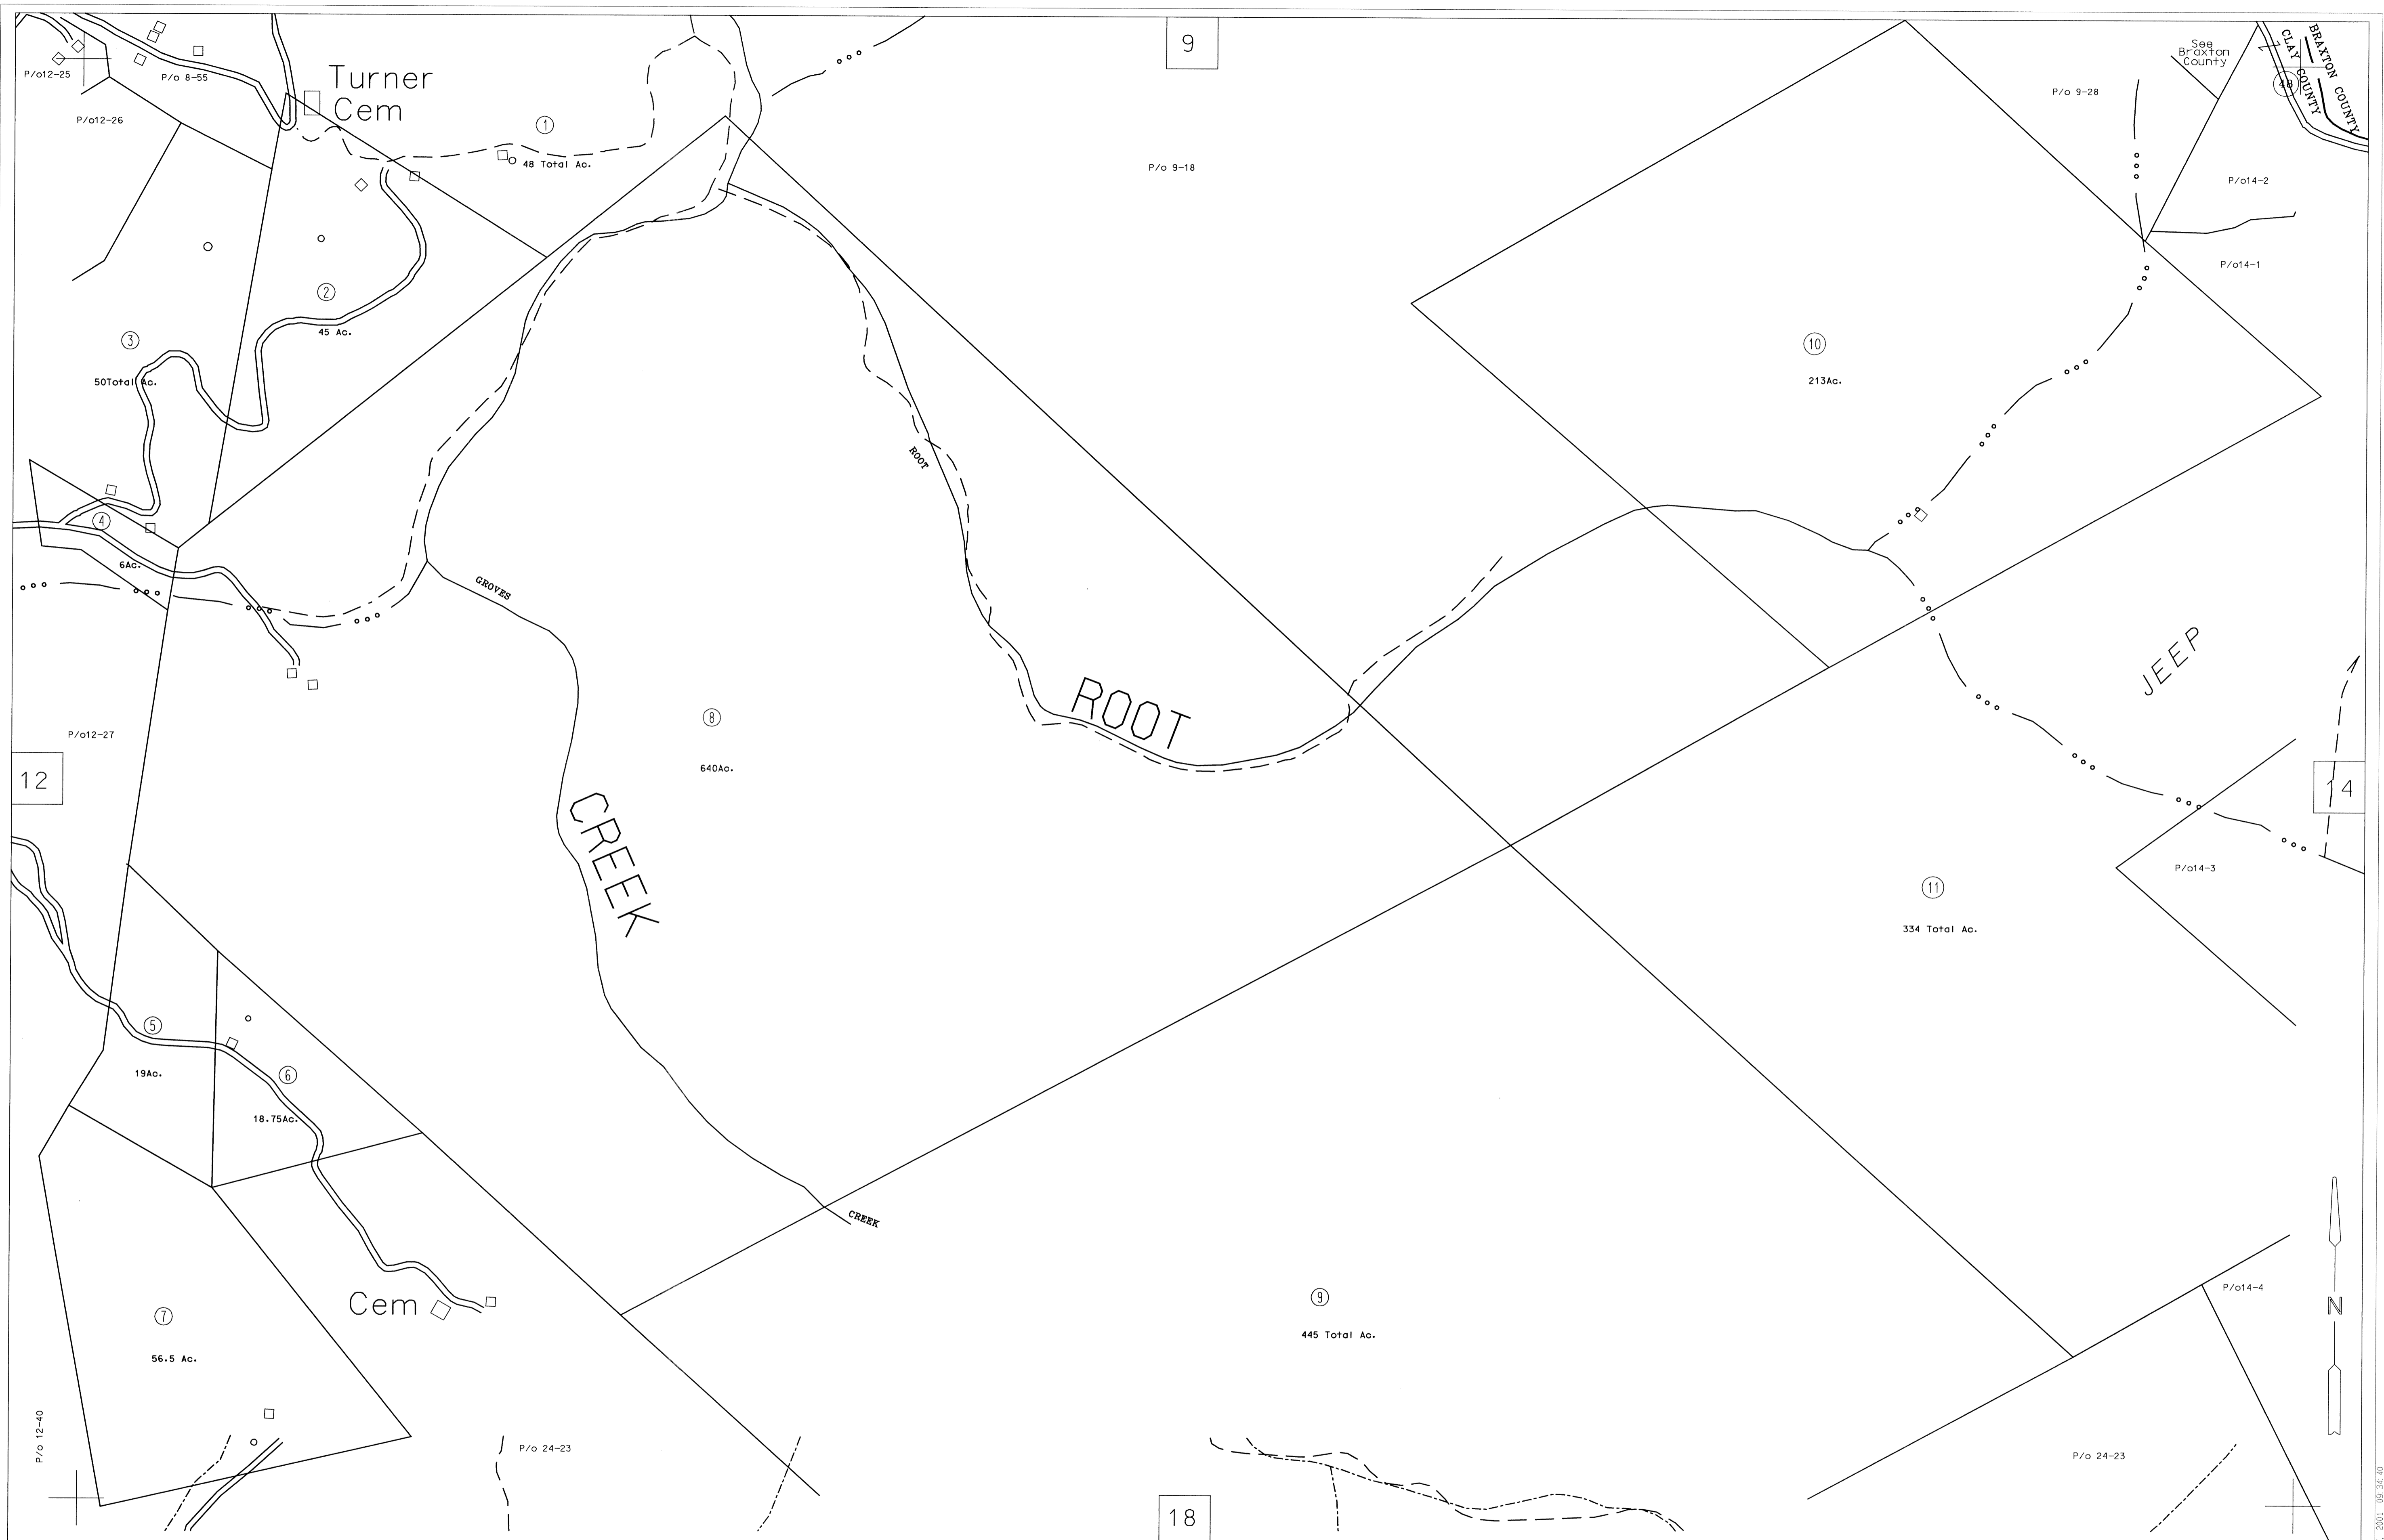 9
See
Braxton
County
CLAY COUNTY
BRAXTON COUNTY
P/o12-25
P/o 8-55
Turner
Cem
P/o 9-28
48
P/o12-26
1
48 Total Ac.
P/o 9-18
P/o14-2
P/o14-1
2
45 Ac.
3
50Total Ac.
10
213Ac.
ROOT
4
6Ac.
GROVES
JEEP
ROOT
8
640Ac.
P/o12-27
12
14
CREEK
P/o14-3
11
334 Total Ac.
5
19Ac.
6
18.75Ac.
CREEK
Cem
7
56.5 Ac.
9
445 Total Ac.
P/o14-4
N
P/o 12-40
P/o 24-23
P/o 24-23
18
2001 09:34:40